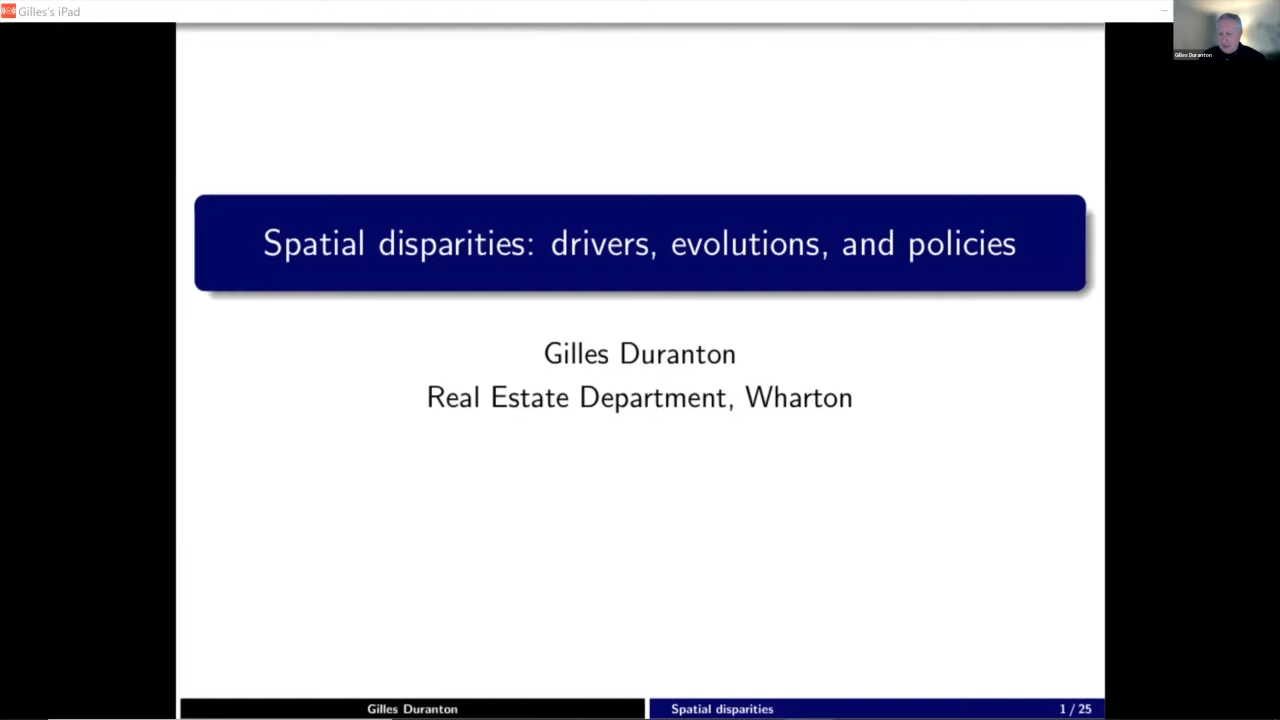 Gilles's iPad
Gilles Duranton
Spatial disparities: drivers, evolutions, and policies
Gilles Duranton
Real Estate Department, Wharton
Gilles Duranton
Spatial disparities
1 / 25